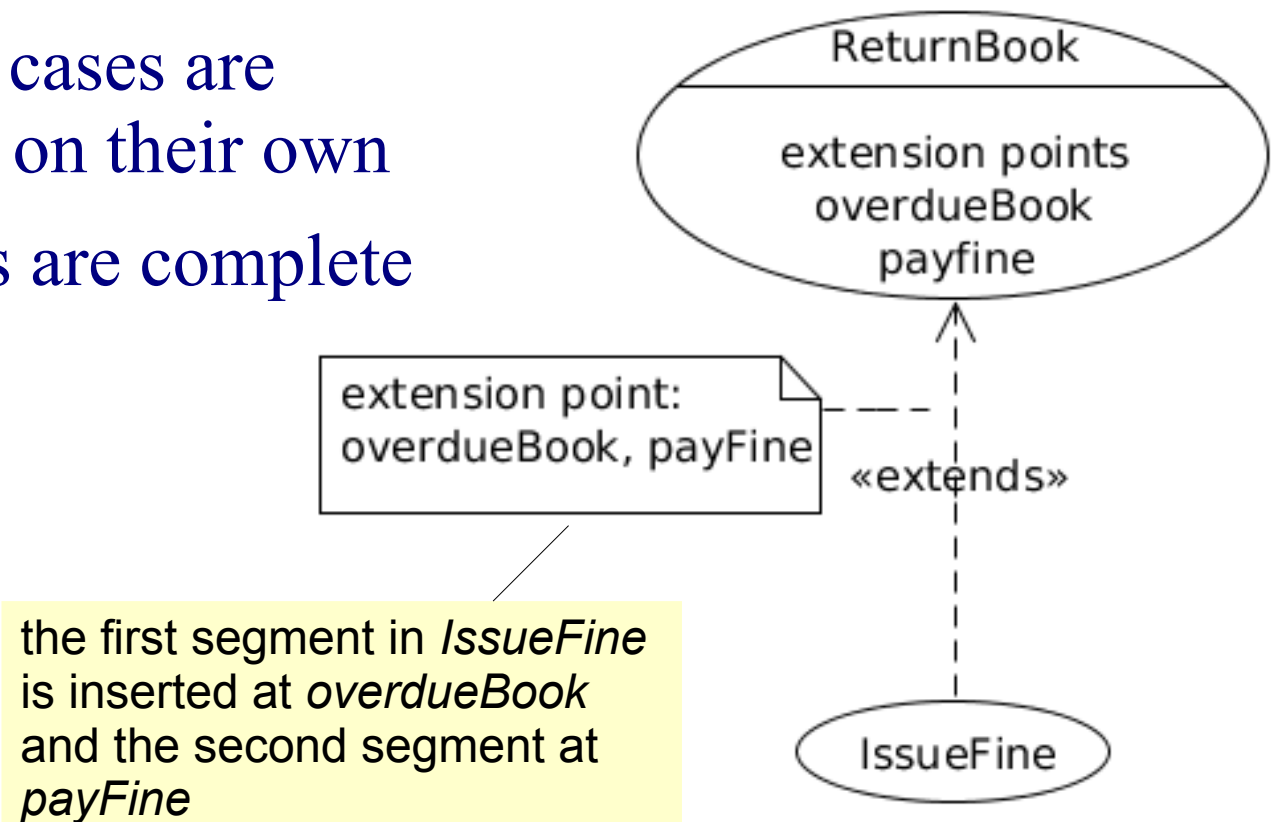 cases are
on their own
s are complete
ReturnBook
extension points
overdueBook
payfine
extension point:
overdueBook, payFine
«extends»
the first segment in IssueFine
is inserted at overdueBook
and the second segment at
payFine
IssueFine